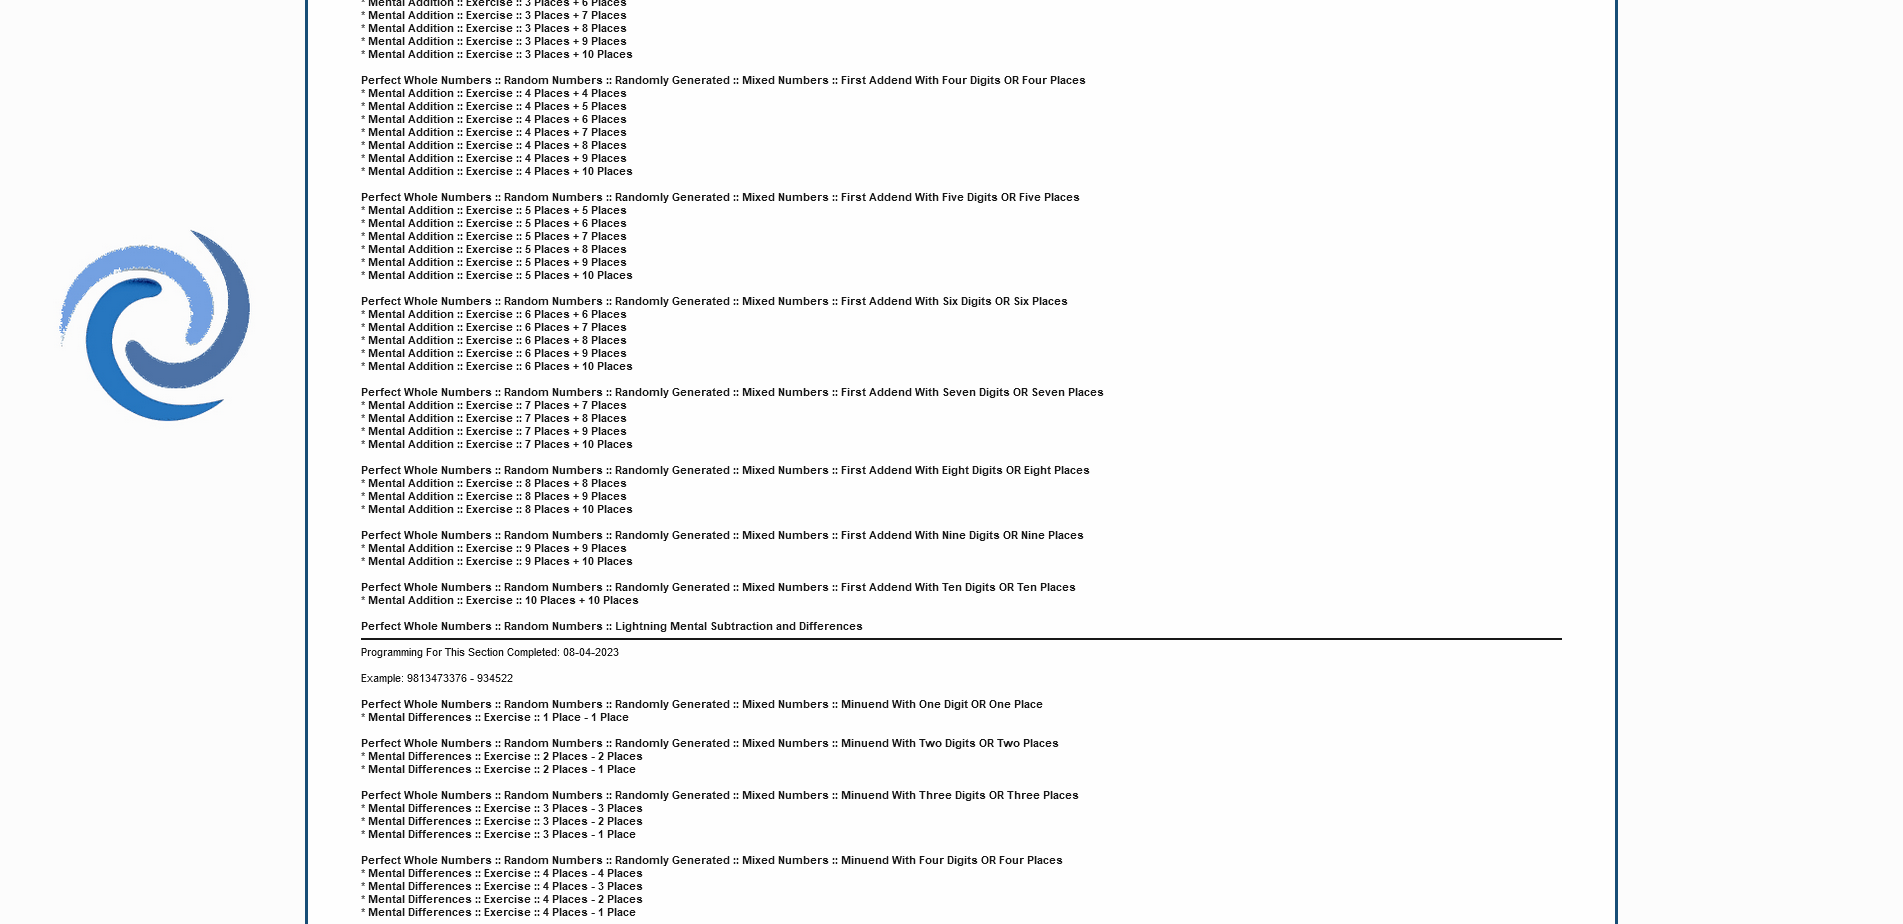 * Mental Addition :: Exercise :: 3 Places + 6 Places
* Mental Addition :: Exercise :: 3 Places + 7 Places
* Mental Addition :: Exercise :: 3 Places + 8 Places
* Mental Addition :: Exercise :: 3 Places + 9 Places
* Mental Addition :: Exercise :: 3 Places + 10 Places
Perfect Whole Numbers :: Random Numbers :: Randomly Generated :: Mixed Numbers :: First Addend With Four Digits OR Four Places
* Mental Addition :: Exercise :: 4 Places + 4 Places
* Mental Addition :: Exercise :: 4 Places + 5 Places
* Mental Addition :: Exercise :: 4 Places + 6 Places
* Mental Addition :: Exercise :: 4 Places + 7 Places
* Mental Addition :: Exercise :: 4 Places + 8 Places
* Mental Addition :: Exercise :: 4 Places + 9 Places
* Mental Addition :: Exercise :: 4 Places + 10 Places
Perfect Whole Numbers :: Random Numbers :: Randomly Generated :: Mixed Numbers :: First Addend With Five Digits OR Five Places
* Mental Addition :: Exercise :: 5 Places + 5 Places
* Mental Addition :: Exercise :: 5 Places + 6 Places
* Mental Addition :: Exercise :: 5 Places + 7 Places
* Mental Addition :: Exercise :: 5 Places + 8 Places
* Mental Addition :: Exercise :: 5 Places + 9 Places
* Mental Addition :: Exercise :: 5 Places + 10 Places
Perfect Whole Numbers :: Random Numbers :: Randomly Generated :: Mixed Numbers :: First Addend With Six Digits OR Six Places
* Mental Addition :: Exercise :: 6 Places + 6 Places
* Mental Addition :: Exercise :: 6 Places + 7 Places
* Mental Addition :: Exercise :: 6 Places + 8 Places
* Mental Addition :: Exercise :: 6 Places + 9 Places
* Mental Addition :: Exercise :: 6 Places + 10 Places
Perfect Whole Numbers :: Random Numbers :: Randomly Generated :: Mixed Numbers :: First Addend With Seven Digits OR Seven Places
* Mental Addition :: Exercise :: 7 Places + 7 Places
* Mental Addition :: Exercise :: 7 Places + 8 Places
* Mental Addition :: Exercise :: 7 Places + 9 Places
* Mental Addition :: Exercise :: 7 Places + 10 Places
Perfect Whole Numbers :: Random Numbers :: Randomly Generated :: Mixed Numbers :: First Addend With Eight Digits OR Eight Places
* Mental Addition :: Exercise :: 8 Places + 8 Places
* Mental Addition :: Exercise :: 8 Places + 9 Places
* Mental Addition :: Exercise :: 8 Places + 10 Places
Perfect Whole Numbers :: Random Numbers :: Randomly Generated :: Mixed Numbers :: First Addend With Nine Digits OR Nine Places
* Mental Addition :: Exercise :: 9 Places + 9 Places
* Mental Addition :: Exercise :: 9 Places + 10 Places
Perfect Whole Numbers :: Random Numbers :: Randomly Generated :: Mixed Numbers :: First Addend With Ten Digits OR Ten Places
* Mental Addition :: Exercise :: 10 Places + 10 Places
Perfect Whole Numbers :: Random Numbers :: Lightning Mental Subtraction and Differences
Programming For This Section Completed: 08-04-2023
Example: 9813473376 - 934522
Perfect Whole Numbers :: Random Numbers :: Randomly Generated :: Mixed Numbers :: Minuend With One Digit OR One Place
* Mental Differences :: Exercise :: 1 Place - 1 Place
Perfect Whole Numbers :: Random Numbers :: Randomly Generated :: Mixed Numbers :: Minuend With Two Digits OR Two Places
* Mental Differences :: Exercise :: 2 Places - 2 Places
* Mental Differences :: Exercise :: 2 Places - 1 Place
Perfect Whole Numbers :: Random Numbers :: Randomly Generated :: Mixed Numbers :: Minuend With Three Digits OR Three Places
* Mental Differences :: Exercise :: 3 Places - 3 Places
* Mental Differences :: Exercise :: 3 Places - 2 Places
* Mental Differences :: Exercise :: 3 Places - 1 Place
Perfect Whole Numbers :: Random Numbers :: Randomly Generated :: Mixed Numbers :: Minuend With Four Digits OR Four Places
* Mental Differences :: Exercise :: 4 Places - 4 Places
* Mental Differences :: Exercise :: 4 Places - 3 Places
* Mental Differences :: Exercise :: 4 Places - 2 Places
* Mental Differences :: Exercise :: 4 Places - 1 Place